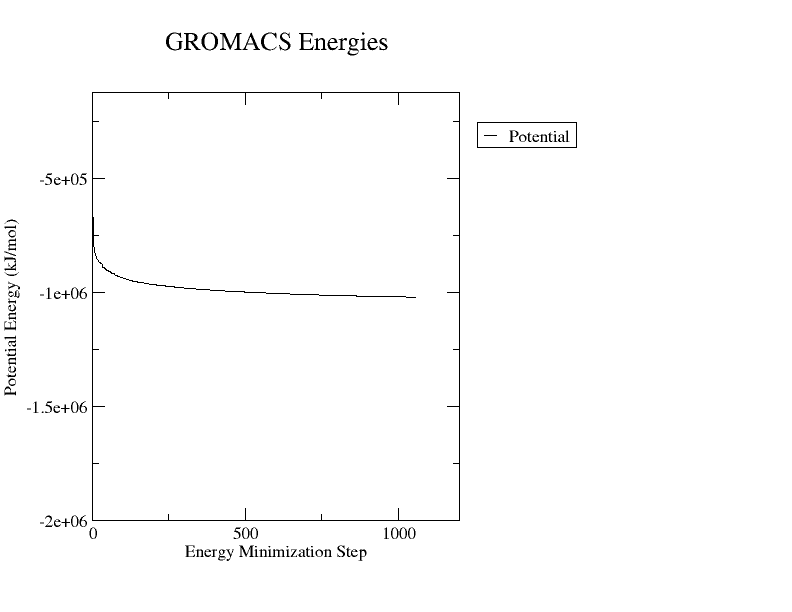 GROMACS Energies
Potential
-5e+05
-1e+06
-1.5e+06
-2e+06
0 500 1000
Energy Minimization Step
Potential Energy (kJ/mol)